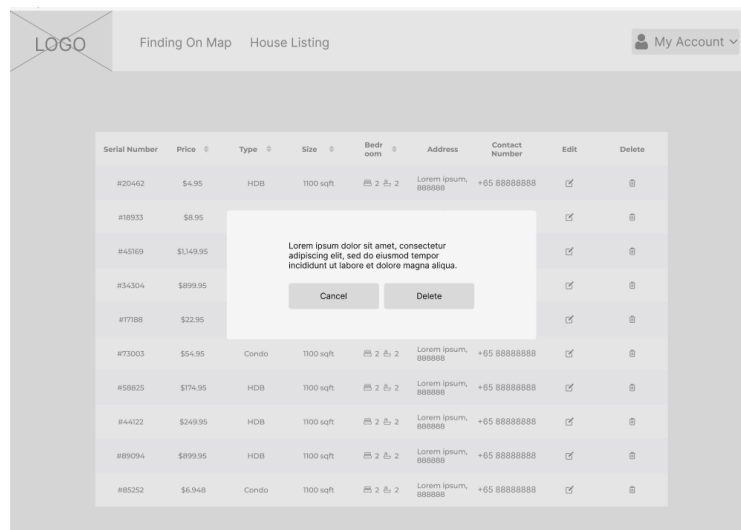 LOGO Finding On Map House Listing My Account
Serial Number Price Type Size Bedr oom Address Contact Number Edit Delete
#20462 $4.95 HDB 1100 sqft 2 2 Lorem ipsum, 888888 +65 88888888
#18933 $8.95
#45169 $1,149.95
#34304 $899.95
#17188 $22.95
Lorem ipsum dolor sit amet, consectetur
adipiscing elit, sed do eiusmod tempor
incididunt ut labore et dolore magna aliqua.
Cancel Delete
#73003 $54.95 Condo 1100 sqft 2 2 Lorem ipsum, 888888 +65 88888888
#58825 $174.95 HDB 1100 sqft 2 2 Lorem ipsum, 888888 +65 88888888
#44122 $249.95 HDB 1100 sqft 2 2 Lorem ipsum, 888888 +65 88888888
#89094 $899.95 HDB 1100 sqft 2 2 Lorem ipsum, 888888 +65 88888888
#85252 $6.948 Condo 1100 sqft 2 2 Lorem ipsum, 888888 +65 88888888